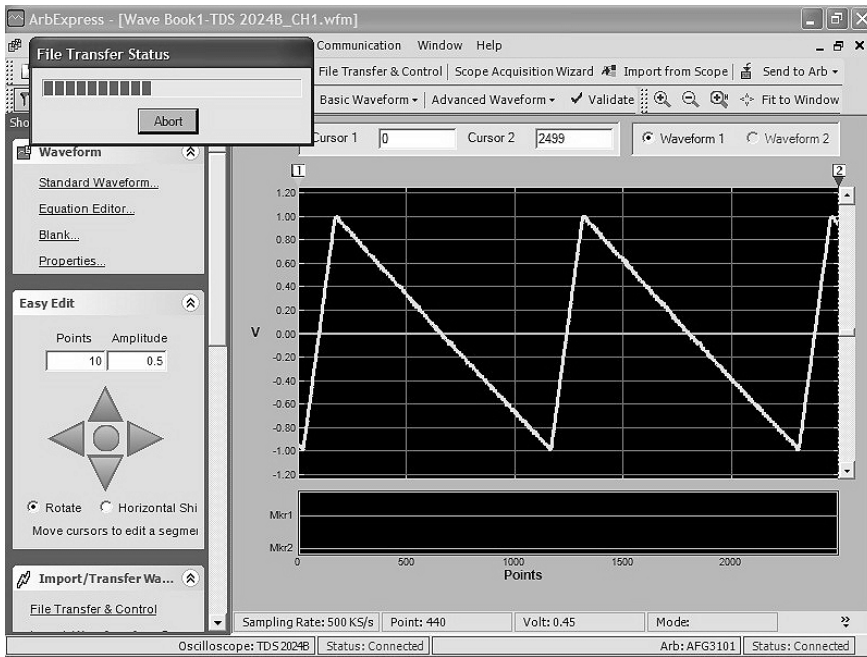 ArbExpress - [Wave Book1-TDS 2024B_CH1.wfm]
Communication Window Help
File Transfer Status
Abort
File Transfer & Control Scope Acquisition Wizard Import from Scope Send to Arb
Basic Waveform Advanced Waveform Validate Fit to Window
Sho
Cursor 1 0 Cursor 2 2499 Waveform 1 Waveform 2
Waveform
Standard Waveform...
Equation Editor...
Blank...
Properties...
Easy Edit
Points Amplitude
10 0.5
Rotate Horizontal Shi
Move cursors to edit a segme
Import/Transfer Wa...
File Transfer & Control
1 2
1.20
1.00
0.80
0.60
0.40
0.20
V 0.00
-0.20
-0.40
-0.60
-0.80
-1.00
-1.20
Mkr1
Mkr2
0 500 1000 1500 2000
Points
Sampling Rate: 500 KS/s Point: 440 Volt: 0.45 Mode:
Oscilloscope: TDS 2024B Status: Connected Arb: AFG3101 Status: Connected